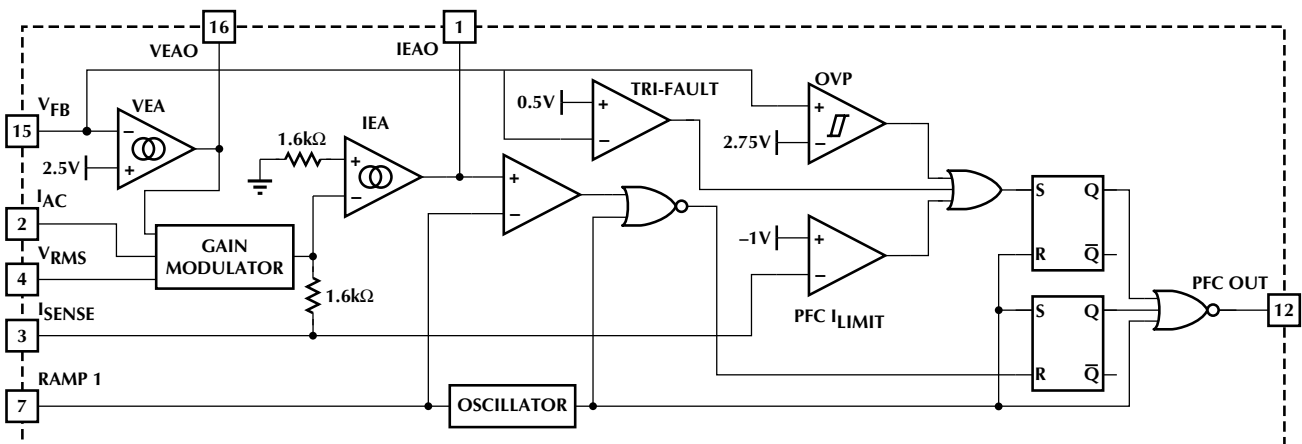 16
1
VEAO
IEAO
TRI-FAULT
OVP
VFB
VEA
0.5V
+
+
15
−
1.6kΩ
IEA
−
2.75V
−
2.5V
+
+
IAC
−
+
S
Q
2
GAIN
MODULATOR
−
−1V
+
VRMS
R
Q̅
4
1.6kΩ
−
PFC OUT
ISENSE
PFC ILIMIT
S
Q
12
3
RAMP 1
R
Q̅
7
OSCILLATOR